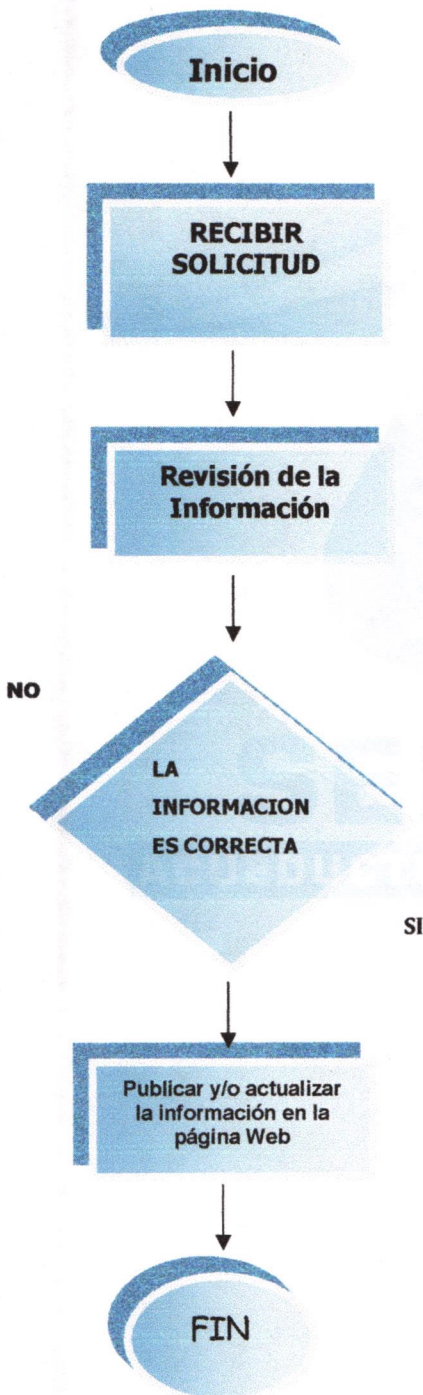 Inicio
RECIBIR
SOLICITUD
Revisión de la
Información
NO
LA
INFORMACION
ES CORRECTA
SI
Publicar y/o actualizar
la información en la
página Web
FIN